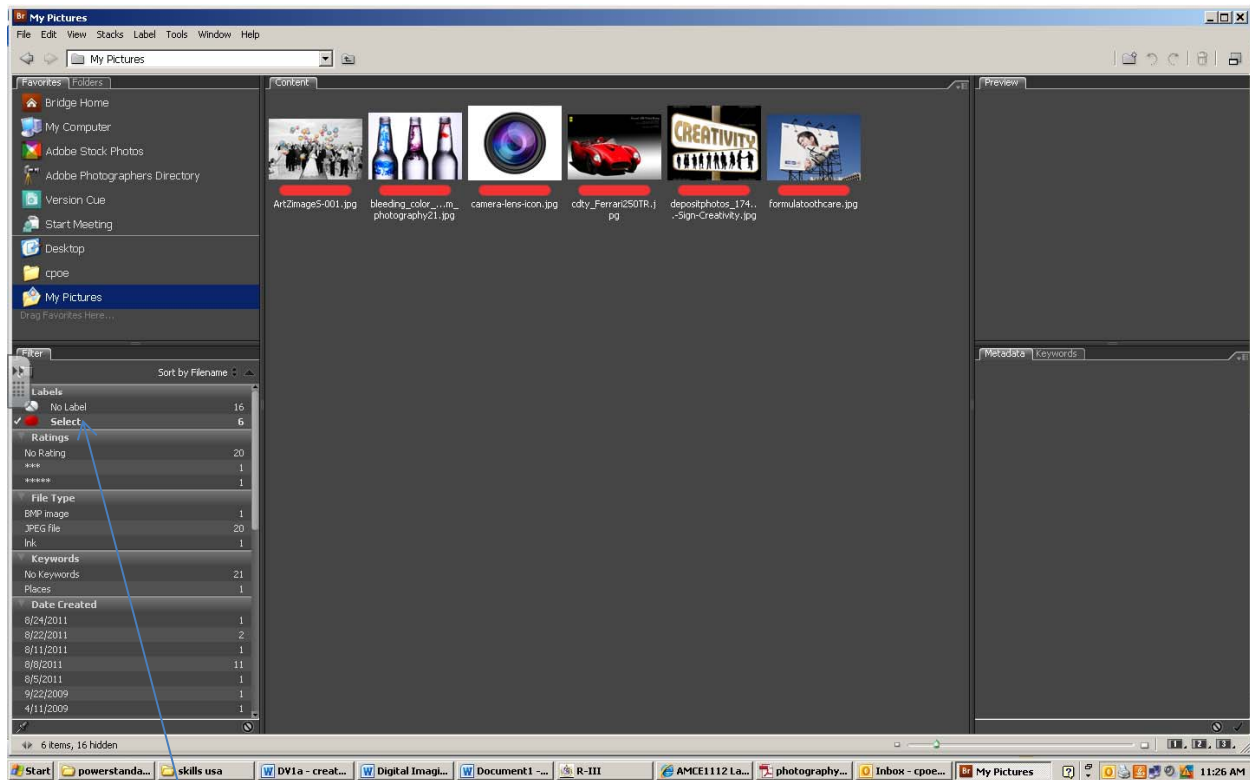 Br My Pictures
File Edit View Stacks Label Tools Window Help
My Pictures
Favorites Folders
Bridge Home
My Computer
Adobe Stock Photos
Adobe Photographers Directory
Version Cue
Start Meeting
Desktop
cpoe
My Pictures
Drag Favorites Here...
Filter
Sort by Filename
Labels
No Label 16
Select 6
Ratings
No Rating 20
*** 1
***** 1
File Type
BMP image 1
JPEG file 20
lnk 1
Keywords
No Keywords 21
Places 1
Date Created
8/24/2011 1
8/22/2011 2
8/11/2011 1
8/8/2011 11
8/5/2011 1
9/22/2009 1
4/11/2009 1
Content
CREATIVITY
ArtZimageS-001.jpg
bleeding_color_...m_
photography21.jpg
camera-lens-icon.jpg
cdty_Ferrari250TR.j
pg
depositphotos_174..
.-Sign-Creativity.jpg
formulatoothcare.jpg
Preview
Metadata Keywords
6 items, 16 hidden
1 2 3
Start powerstanda... skills usa DV1a - creat... Digital Imagi... Document1 -... R-III AMCE1112 La... photography... Inbox - cpoe... My Pictures 11:26 AM